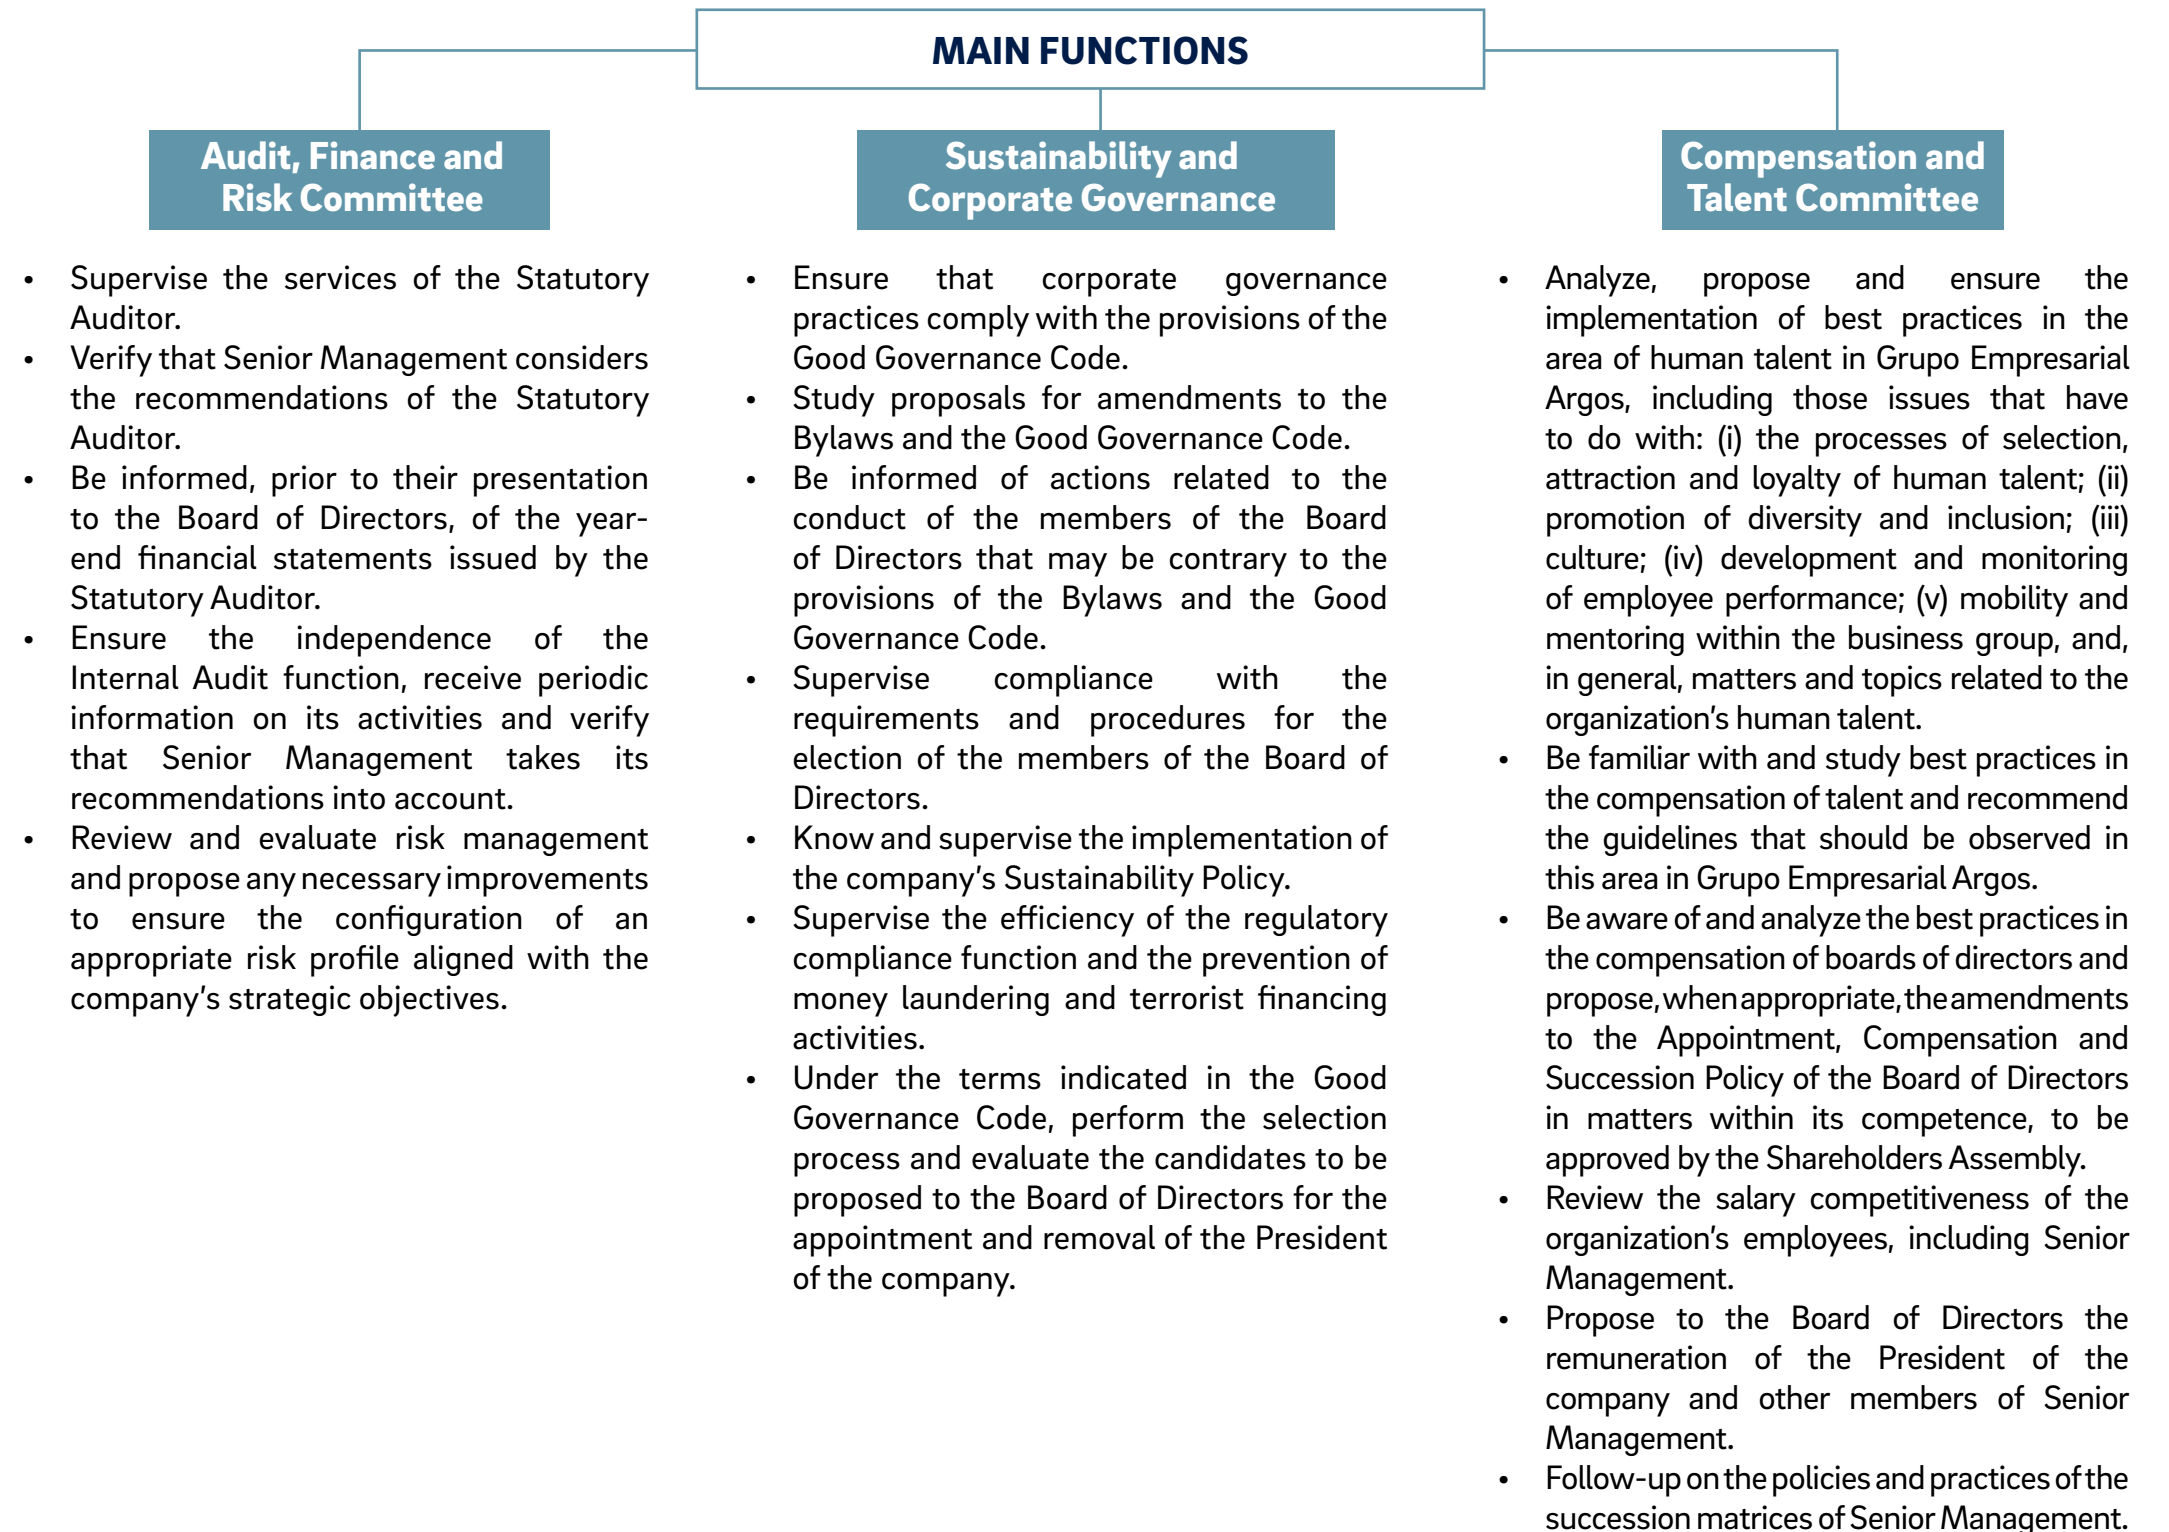 MAIN FUNCTIONS
Audit, Finance and
Risk Committee
• Supervise the services of the Statutory
Auditor.
• Verify that Senior Management considers
the recommendations of the Statutory
Auditor.
• Be informed, prior to their presentation
to the Board of Directors, of the year-
end financial statements issued by the
Statutory Auditor.
• Ensure the independence of the
Internal Audit function, receive periodic
information on its activities and verify
that Senior Management takes its
recommendations into account.
• Review and evaluate risk management
and propose any necessary improvements
to ensure the configuration of an
appropriate risk profile aligned with the
company's strategic objectives.
Sustainability and
Corporate Governance
• Ensure that corporate governance
practices comply with the provisions of the
Good Governance Code.
• Study proposals for amendments to the
Bylaws and the Good Governance Code.
• Be informed of actions related to the
conduct of the members of the Board
of Directors that may be contrary to the
provisions of the Bylaws and the Good
Governance Code.
• Supervise compliance with the
requirements and procedures for the
election of the members of the Board of
Directors.
• Know and supervise the implementation of
the company's Sustainability Policy.
• Supervise the efficiency of the regulatory
compliance function and the prevention of
money laundering and terrorist financing
activities.
• Under the terms indicated in the Good
Governance Code, perform the selection
process and evaluate the candidates to be
proposed to the Board of Directors for the
appointment and removal of the President
of the company.
Compensation and
Talent Committee
• Analyze, propose and ensure the
implementation of best practices in the
area of human talent in Grupo Empresarial
Argos, including those issues that have
to do with: (i) the processes of selection,
attraction and loyalty of human talent; (ii)
promotion of diversity and inclusion; (iii)
culture; (iv) development and monitoring
of employee performance; (v) mobility and
mentoring within the business group, and,
in general, matters and topics related to the
organization's human talent.
• Be familiar with and study best practices in
the compensation of talent and recommend
the guidelines that should be observed in
this area in Grupo Empresarial Argos.
• Be aware of and analyze the best practices in
the compensation of boards of directors and
propose, when appropriate, the amendments
to the Appointment, Compensation and
Succession Policy of the Board of Directors
in matters within its competence, to be
approved by the Shareholders Assembly.
• Review the salary competitiveness of the
organization's employees, including Senior
Management.
• Propose to the Board of Directors the
remuneration of the President of the
company and other members of Senior
Management.
• Follow-up on the policies and practices of the
succession matrices of Senior Management.